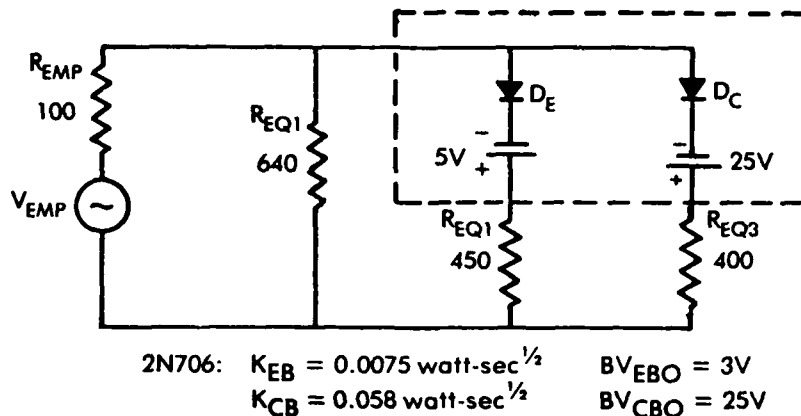 R_EMP
100
V_EMP
~
R_EQ1
640
D_E
-
5V
+
R_EQ1
450
D_C
-
25V
+
R_EQ3
400
2N706: K_EB = 0.0075 watt-sec^½ BV_EBO = 3V
K_CB = 0.058 watt-sec^½ BV_CBO = 25V